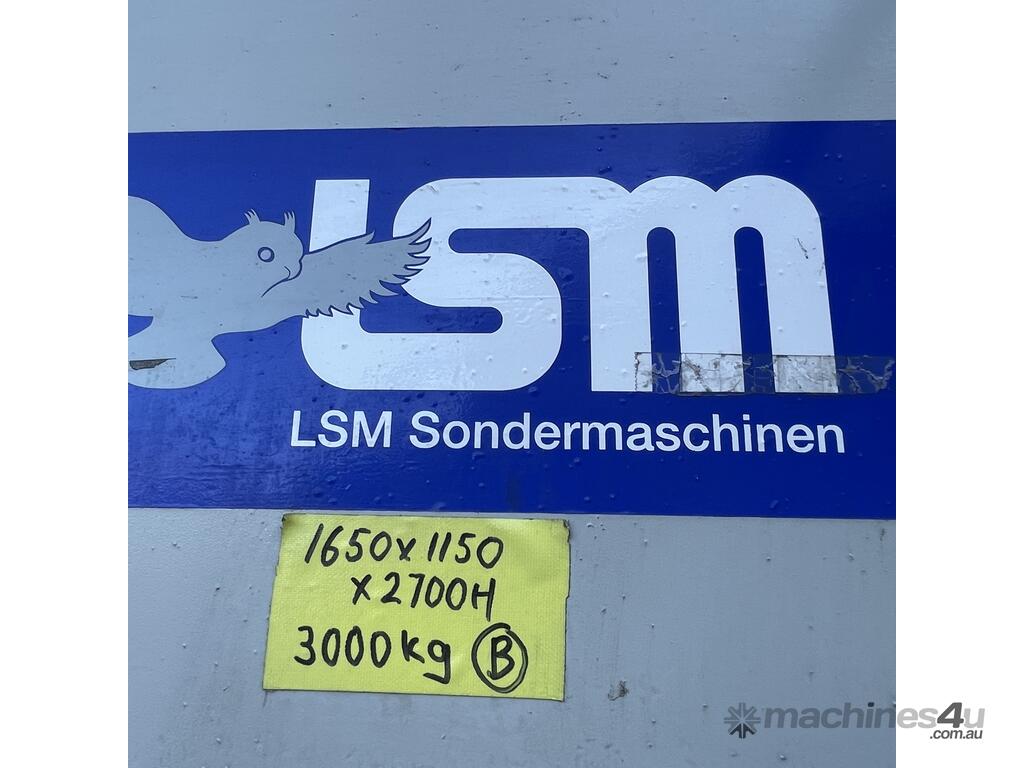 LSM
LSM Sondermaschinen
1650x1150
x2700H
3000kg B
machines4u
.com.au